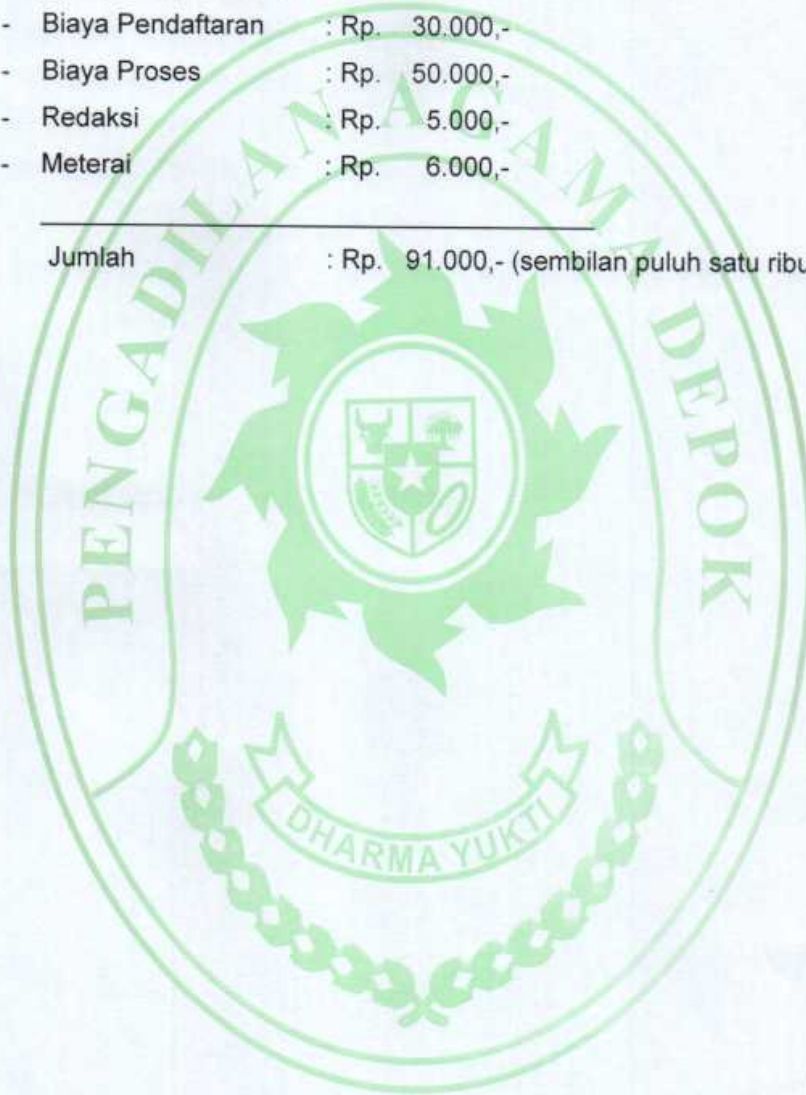 - Biaya Pendaftaran : Rp. 30.000,-
- Biaya Proses : Rp. 50.000,-
- Redaksi : Rp. 5.000,-
- Meterai : Rp. 6.000,-
Jumlah : Rp. 91.000,- (sembilan puluh satu ribu
PENGADILAN AGAMA DEPOK
DHARMA YUKTI